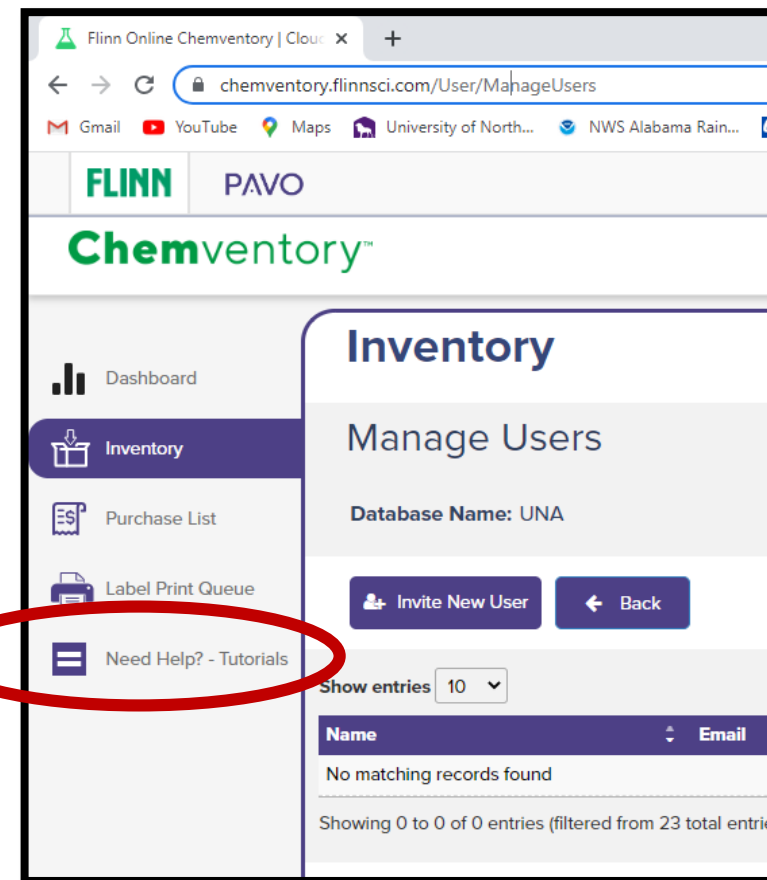 Flinn Online Chemventory | Clou
chemventory.flinnsci.com/User/ManageUsers
Gmail YouTube Maps University of North... NWS Alabama Rain...
FLINN PAVO
Chemventory™
Inventory
Dashboard
Inventory
Manage Users
Purchase List
Database Name: UNA
Label Print Queue
Invite New User Back
Need Help? - Tutorials
Show entries 10
Name Email
No matching records found
Showing 0 to 0 of 0 entries (filtered from 23 total entrie